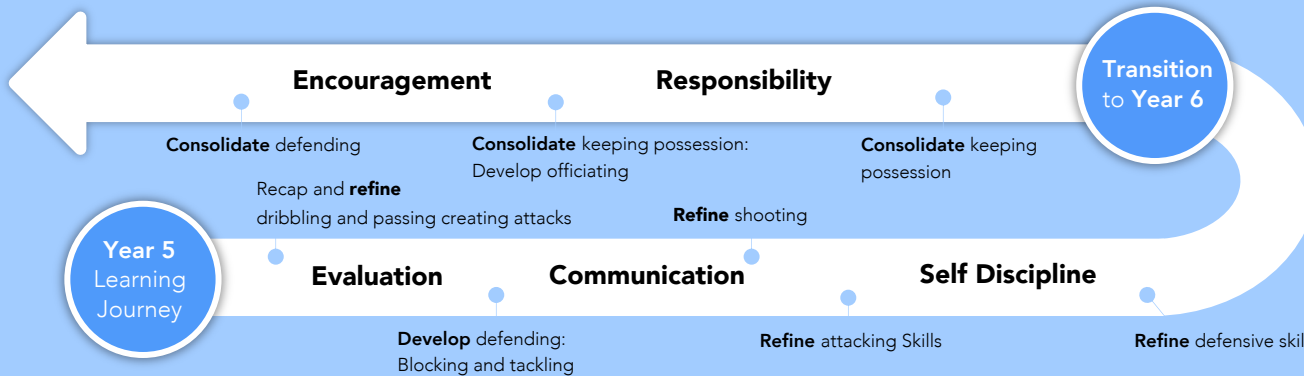 Encouragement
Responsibility
Transition
to Year 6
Consolidate defending
Consolidate keeping possession:
Develop officiating
Consolidate keeping
possession
Recap and refine
dribbling and passing creating attacks
Refine shooting
Year 5
Learning
Journey
Evaluation
Communication
Self Discipline
Develop defending:
Blocking and tackling
Refine attacking Skills
Refine defensive